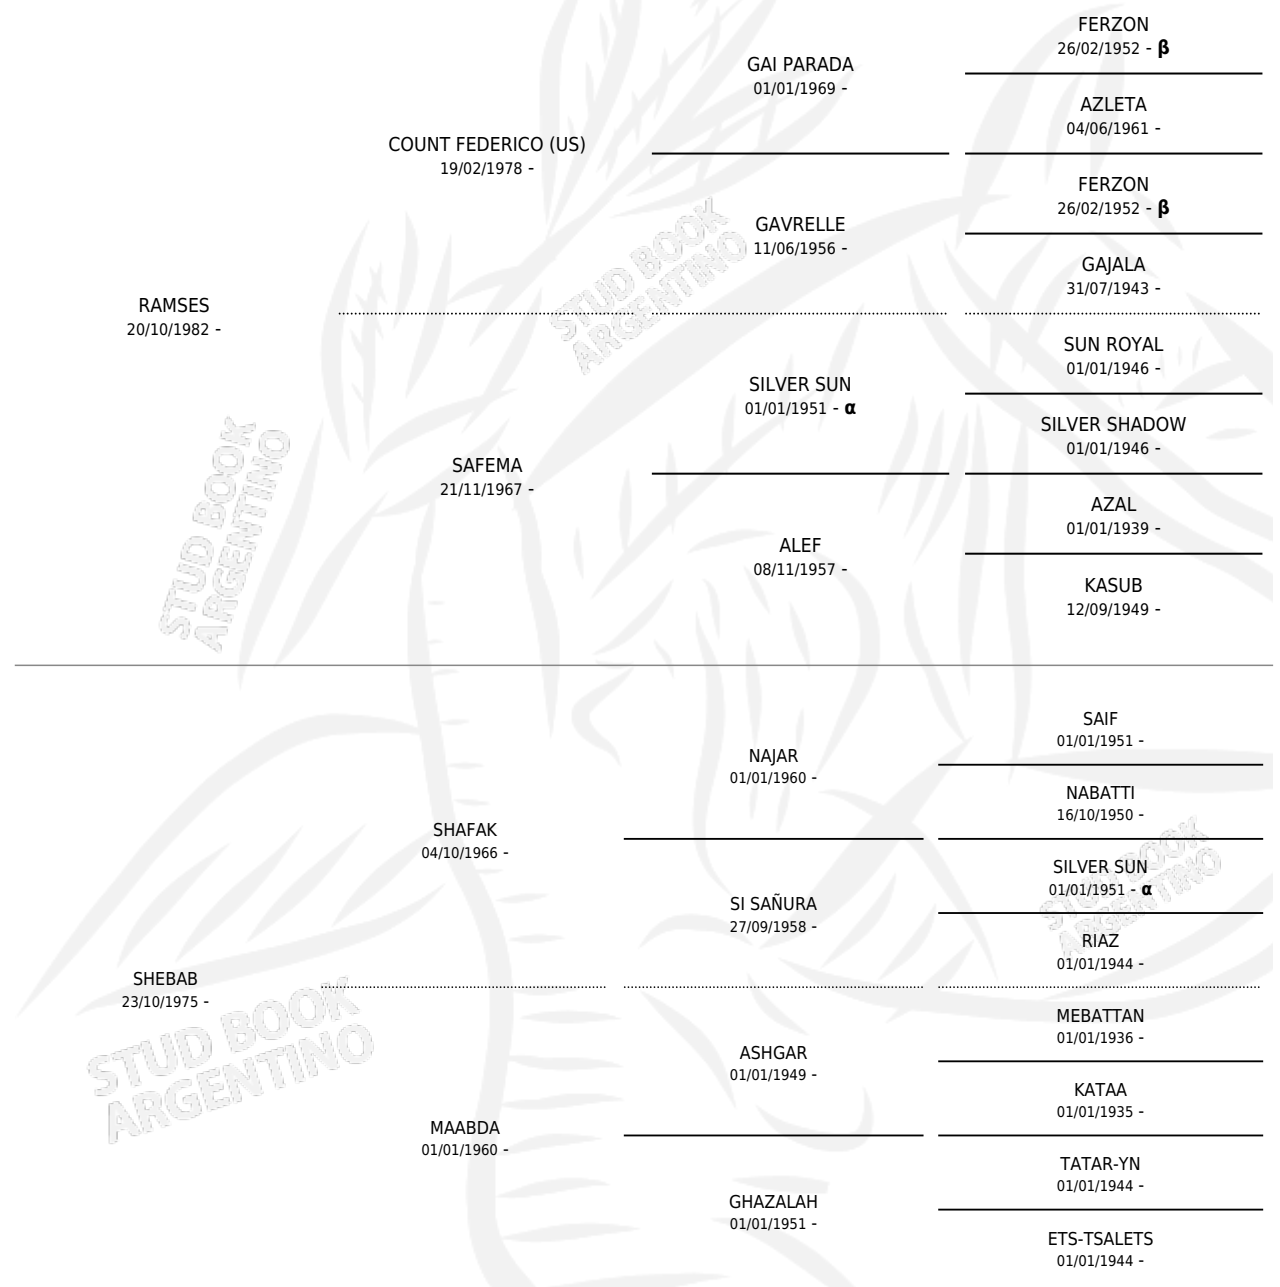 FERZON
26/02/1952 - β
GAI PARADA
01/01/1969 -
AZLETA
04/06/1961 -
COUNT FEDERICO (US)
19/02/1978 -
FERZON
26/02/1952 - β
GAVRELLE
11/06/1956 -
GAJALA
31/07/1943 -
RAMSES
20/10/1982 -
SUN ROYAL
01/01/1946 -
SILVER SUN
01/01/1951 - α
SILVER SHADOW
01/01/1946 -
SAFEMA
21/11/1967 -
AZAL
01/01/1939 -
ALEF
08/11/1957 -
KASUB
12/09/1949 -
SAIF
01/01/1951 -
NAJAR
01/01/1960 -
NABATTI
16/10/1950 -
SHAFAK
04/10/1966 -
SILVER SUN
01/01/1951 - α
SI SAÑURA
27/09/1958 -
RIAZ
01/01/1944 -
SHEBAB
23/10/1975 -
MEBATTAN
01/01/1936 -
ASHGAR
01/01/1949 -
KATAA
01/01/1935 -
MAABDA
01/01/1960 -
TATAR-YN
01/01/1944 -
GHAZALAH
01/01/1951 -
ETS-TSALETS
01/01/1944 -
STUD BOOK
ARGENTINO
STUD BOOK
ARGENTINO
STUD BOOK
ARGENTINO
STUD BOOK
ARGENTINO